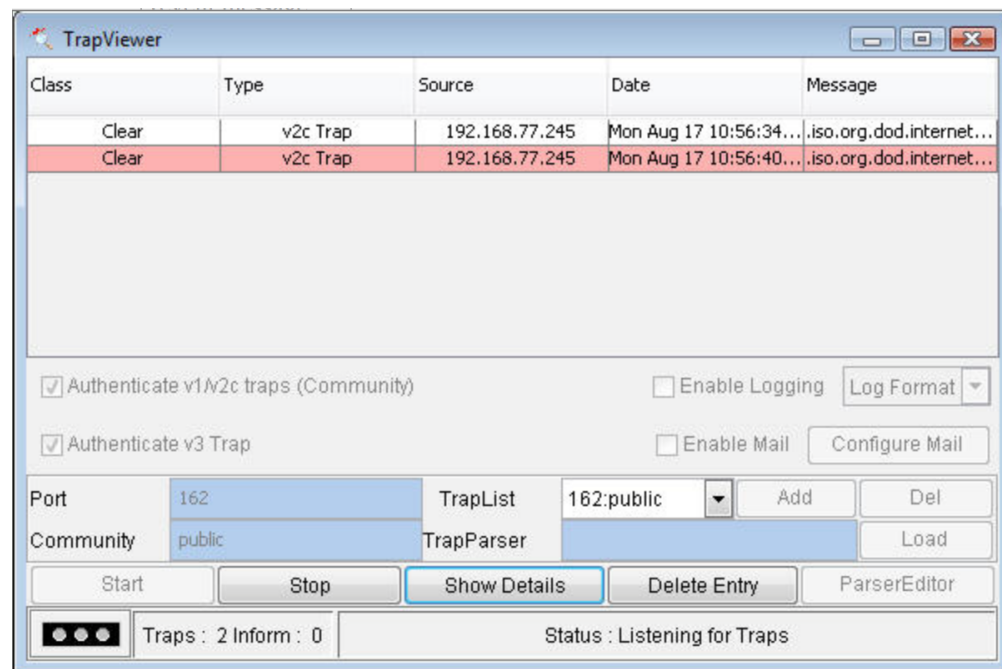 TrapViewer
Class Type Source Date Message
Clear v2c Trap 192.168.77.245 Mon Aug 17 10:56:34... .iso.org.dod.internet...
Clear v2c Trap 192.168.77.245 Mon Aug 17 10:56:40... .iso.org.dod.internet...
Authenticate v1/v2c traps (Community) Enable Logging Log Format
Authenticate v3 Trap Enable Mail Configure Mail
Port 162 TrapList 162:public Add Del
Community public TrapParser Load
Start Stop Show Details Delete Entry ParserEditor
Traps : 2 Inform : 0 Status : Listening for Traps